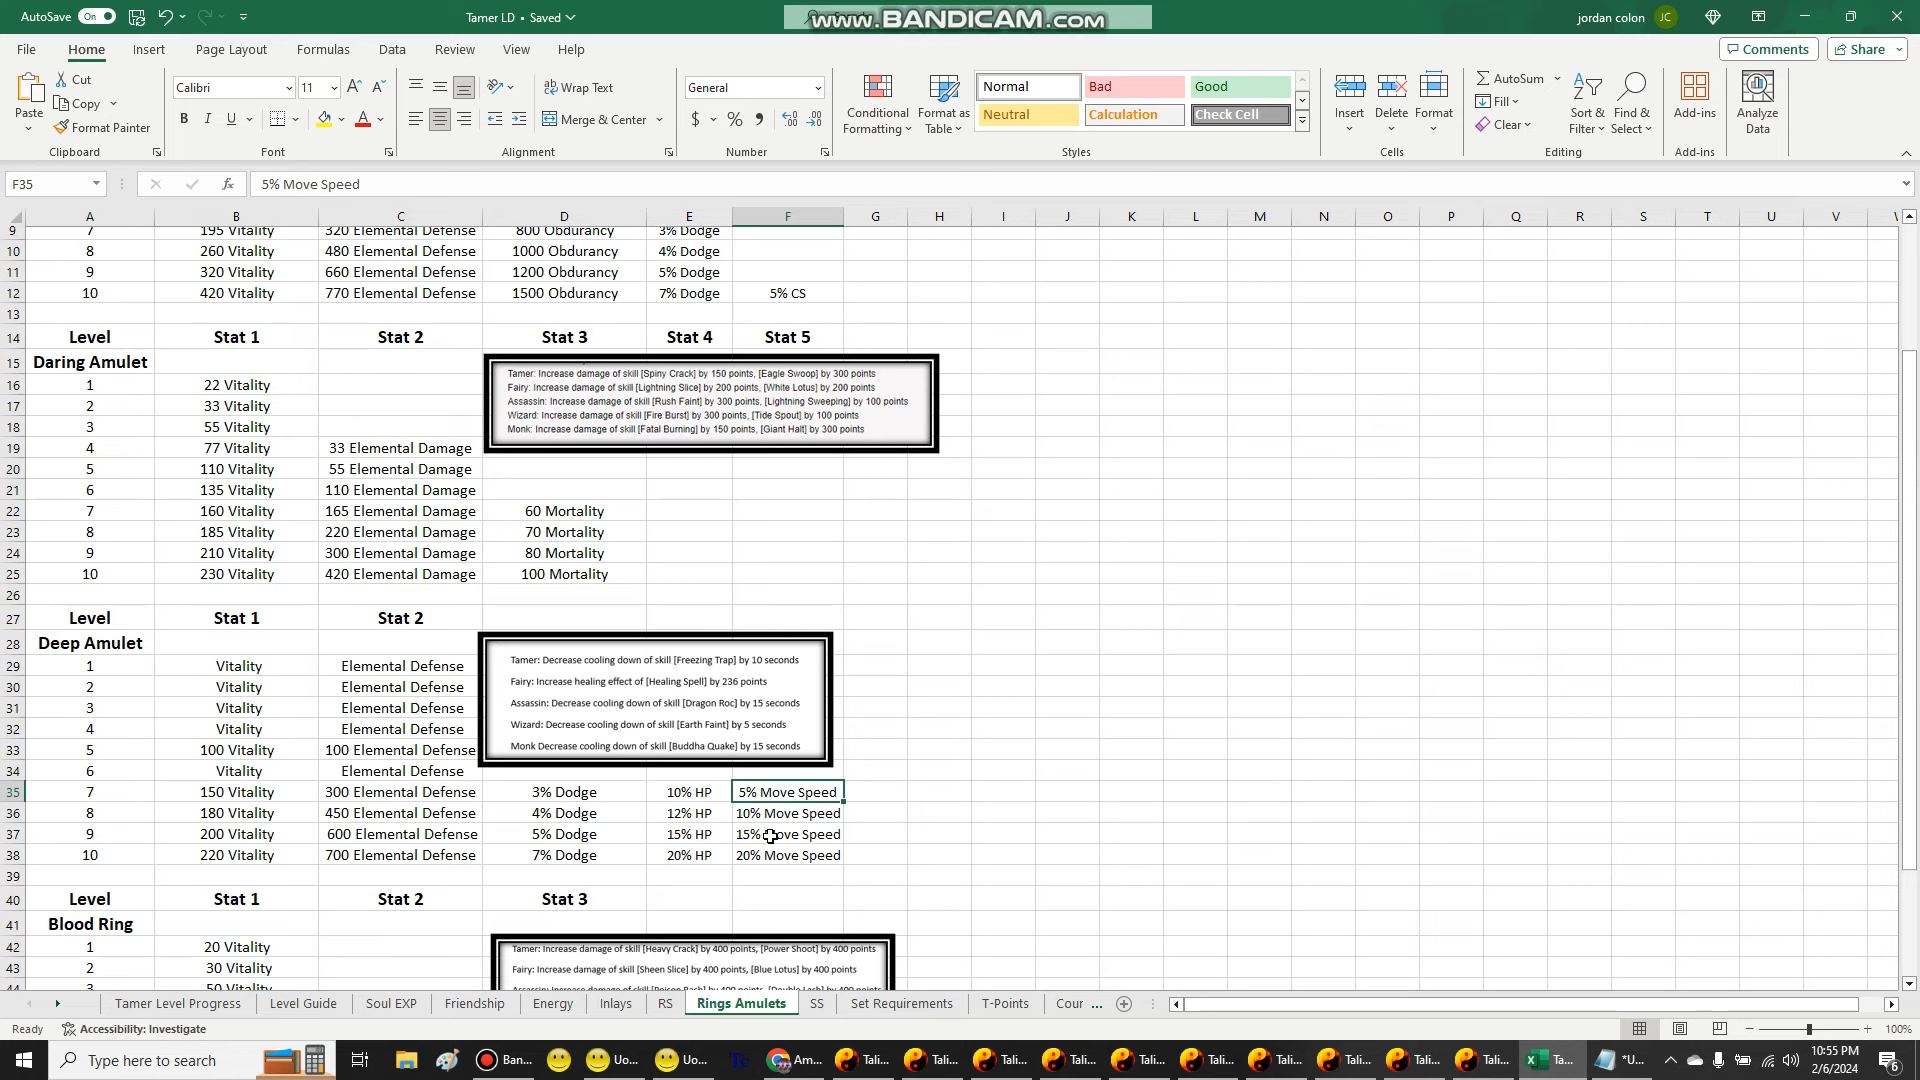 AutoSave On Tamer LD • Saved www.BANDICAM.com jordan colon JC
File Home Insert Page Layout Formulas Data Review View Help Comments Share
Paste Cut Copy Format Painter Clipboard
Calibri 11 A A B I U A Font
Wrap Text Merge & Center Alignment
General $ % 9 Number
Conditional Formatting Format as Table Normal Bad Good Neutral Calculation Check Cell Styles
Insert Delete Format Cells
AutoSum Fill Clear Sort & Filter Find & Select Editing
Add-ins Add-ins Analyze Data
F35 fx 5% Move Speed
A B C D E F G H I J K L M N O P Q R S T U V
9 7 195 Vitality 320 Elemental Defense 800 Obdurancy 3% Dodge
10 8 260 Vitality 480 Elemental Defense 1000 Obdurancy 4% Dodge
11 9 320 Vitality 660 Elemental Defense 1200 Obdurancy 5% Dodge
12 10 420 Vitality 770 Elemental Defense 1500 Obdurancy 7% Dodge 5% CS
13
14 Level Stat 1 Stat 2 Stat 3 Stat 4 Stat 5
15 Daring Amulet
Tamer: Increase damage of skill [Spiny Crack] by 150 points, [Eagle Swoop] by 300 points
Fairy: Increase damage of skill [Lightning Slice] by 200 points, [White Lotus] by 200 points
Assassin: Increase damage of skill [Rush Faint] by 300 points, [Lightning Sweeping] by 100 points
Wizard: Increase damage of skill [Fire Burst] by 300 points, [Tide Spout] by 100 points
Monk: Increase damage of skill [Fatal Burning] by 150 points, [Giant Halt] by 300 points
16 1 22 Vitality
17 2 33 Vitality
18 3 55 Vitality
19 4 77 Vitality 33 Elemental Damage
20 5 110 Vitality 55 Elemental Damage
21 6 135 Vitality 110 Elemental Damage
22 7 160 Vitality 165 Elemental Damage 60 Mortality
23 8 185 Vitality 220 Elemental Damage 70 Mortality
24 9 210 Vitality 300 Elemental Damage 80 Mortality
25 10 230 Vitality 420 Elemental Damage 100 Mortality
26
27 Level Stat 1 Stat 2
28 Deep Amulet
Tamer: Decrease cooling down of skill [Freezing Trap] by 10 seconds
Fairy: Increase healing effect of [Healing Spell] by 236 points
Assassin: Decrease cooling down of skill [Dragon Roc] by 15 seconds
Wizard: Decrease cooling down of skill [Earth Faint] by 5 seconds
Monk Decrease cooling down of skill [Buddha Quake] by 15 seconds
29 1 Vitality Elemental Defense
30 2 Vitality Elemental Defense
31 3 Vitality Elemental Defense
32 4 Vitality Elemental Defense
33 5 100 Vitality 100 Elemental Defense
34 6 Vitality Elemental Defense
35 7 150 Vitality 300 Elemental Defense 3% Dodge 10% HP 5% Move Speed
36 8 180 Vitality 450 Elemental Defense 4% Dodge 12% HP 10% Move Speed
37 9 200 Vitality 600 Elemental Defense 5% Dodge 15% HP 15% Move Speed
38 10 220 Vitality 700 Elemental Defense 7% Dodge 20% HP 20% Move Speed
39
40 Level Stat 1 Stat 2 Stat 3
41 Blood Ring
42 1 20 Vitality
43 2 30 Vitality
44 3 50 Vitality
Tamer: Increase damage of skill [Heavy Crack] by 400 points, [Power Shoot] by 400 points
Fairy: Increase damage of skill [Sheen Slice] by 400 points, [Blue Lotus] by 400 points
Tamer Level Progress Level Guide Soul EXP Friendship Energy Inlays RS Rings Amulets SS Set Requirements T-Points Cour ...
Ready Accessibility: Investigate 100%
Type here to search Ban... Uo... Uo... Am... Tali... Tali... Tali... Tali... Tali... Tali... Tali... Tali... Tali... Tali... Ta... *U... 10:55 PM
2/6/2024 6